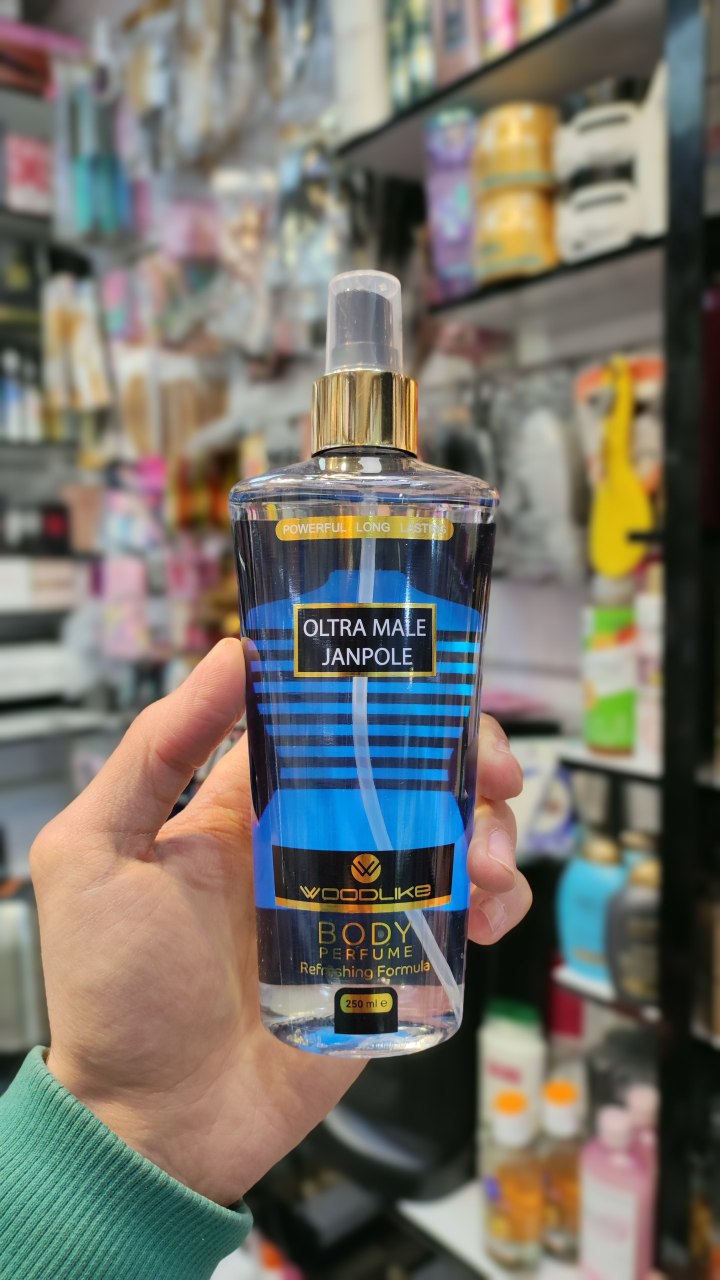 POWERFUL LONG LASTING
OLTRA MALE
JANPOLE
WOODLIKE
BODY
PERFUME
Refreshing Formula
250 ml e